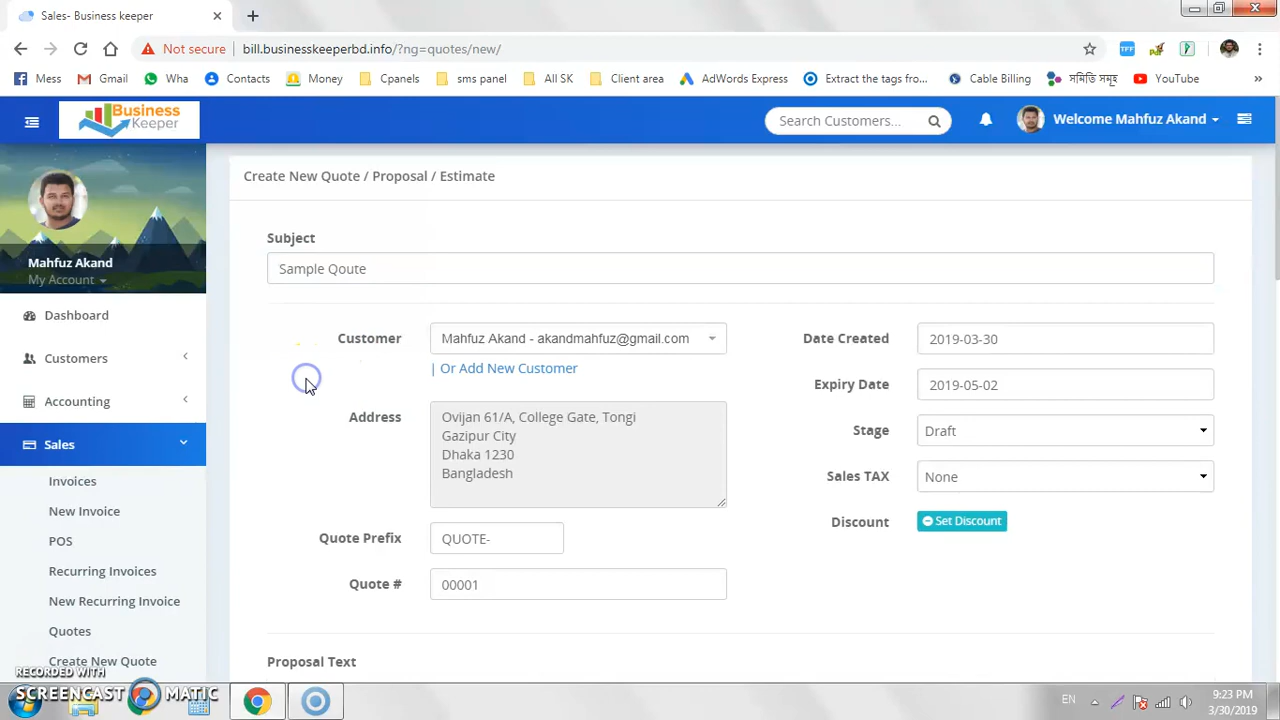 Sales- Business keeper
Not secure
bill.businesskeeperbd.info/?ng=quotes/new/
TFF
Mess
Gmail
Wha
Contacts
Money
Cpanels
sms panel
All SK
Client area
AdWords Express
Extract the tags fro...
Cable Billing
সমিতি সমূহ
YouTube
»
Business
Keeper
Search Customers...
Welcome Mahfuz Akand
Mahfuz Akand
My Account
Dashboard
Customers
Accounting
Sales
Invoices
New Invoice
POS
Recurring Invoices
New Recurring Invoice
Quotes
Create New Quote
Create New Quote / Proposal / Estimate
Subject
Sample Qoute
Customer
Mahfuz Akand - akandmahfuz@gmail.com
| Or Add New Customer
Address
Ovijan 61/A, College Gate, Tongi
Gazipur City
Dhaka 1230
Bangladesh
Quote Prefix
QUOTE-
Quote #
00001
Date Created
2019-03-30
Expiry Date
2019-05-02
Stage
Draft
Sales TAX
None
Discount
Set Discount
Proposal Text
RECORDED WITH
SCREENCAST MATIC
EN
9:23 PM
3/30/2019